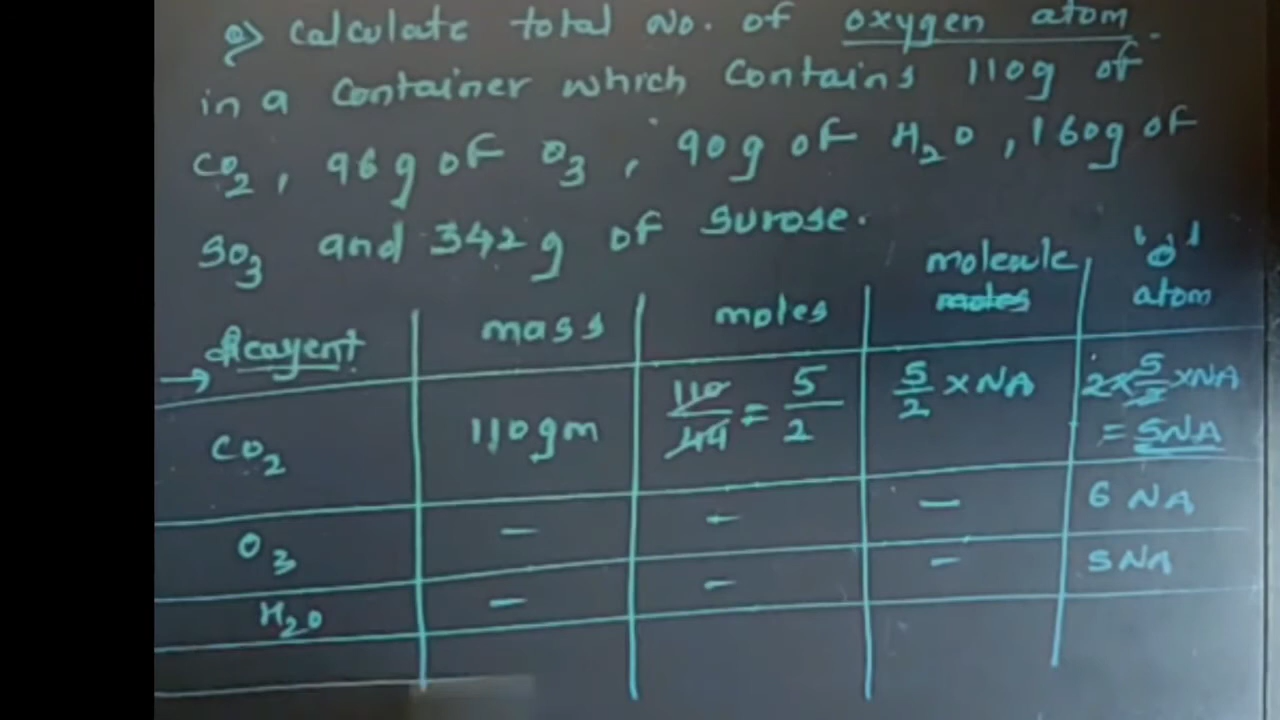 Q> calculate total No. of oxygen atom.
in a container which contains 110g of
CO2, 96g of O3, 90g of H2O, 160g of
SO3 and 342g of surose.
→ Reagent mass moles molecule moles 'O' atom
CO2 110gm 110/44 = 5/2 5/2 × NA 2×5/2 ×NA
= 5NA
O3 – – – 6 NA
H2O – – – 5NA